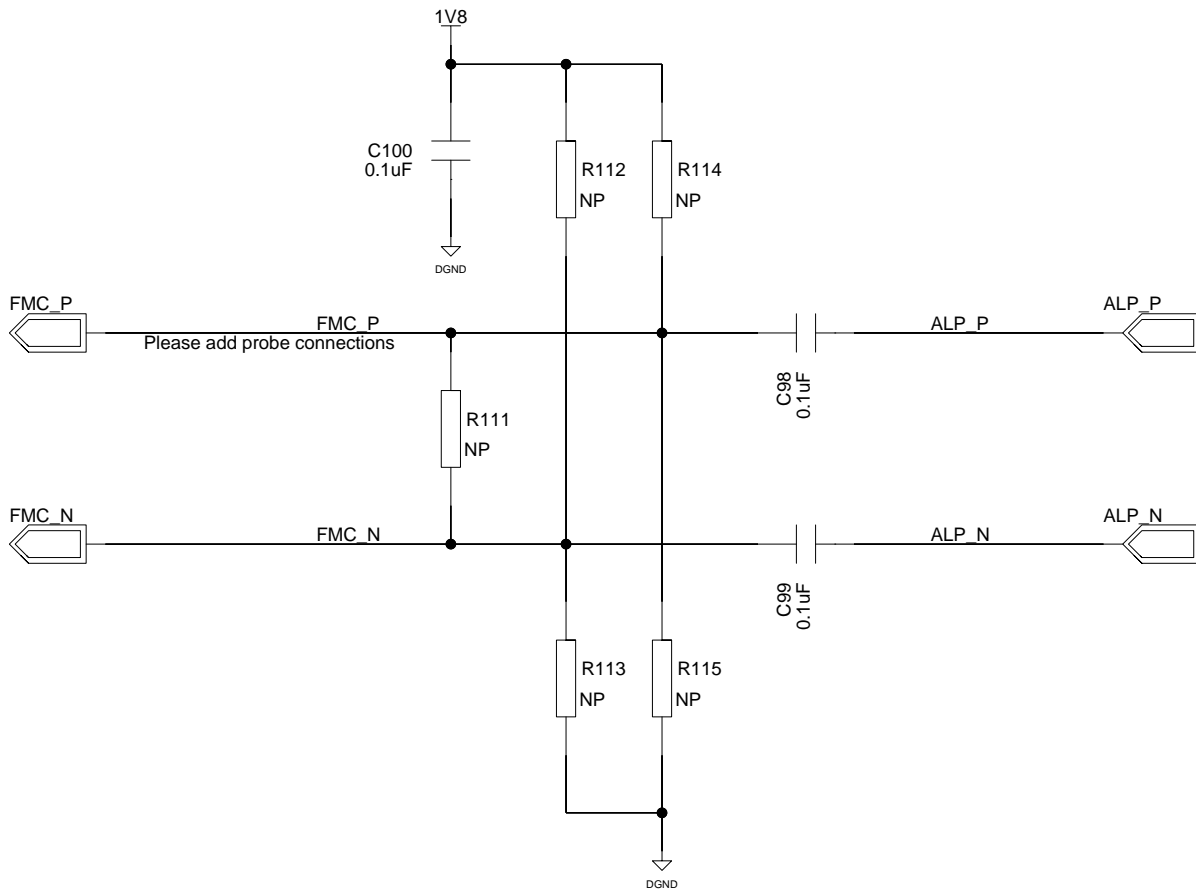 1V8
C100
0.1uF
R112
NP
R114
NP
DGND
FMC_P
FMC_P
Please add probe connections
ALP_P
ALP_P
C98
0.1uF
R111
NP
FMC_N
FMC_N
ALP_N
ALP_N
C99
0.1uF
R113
NP
R115
NP
DGND